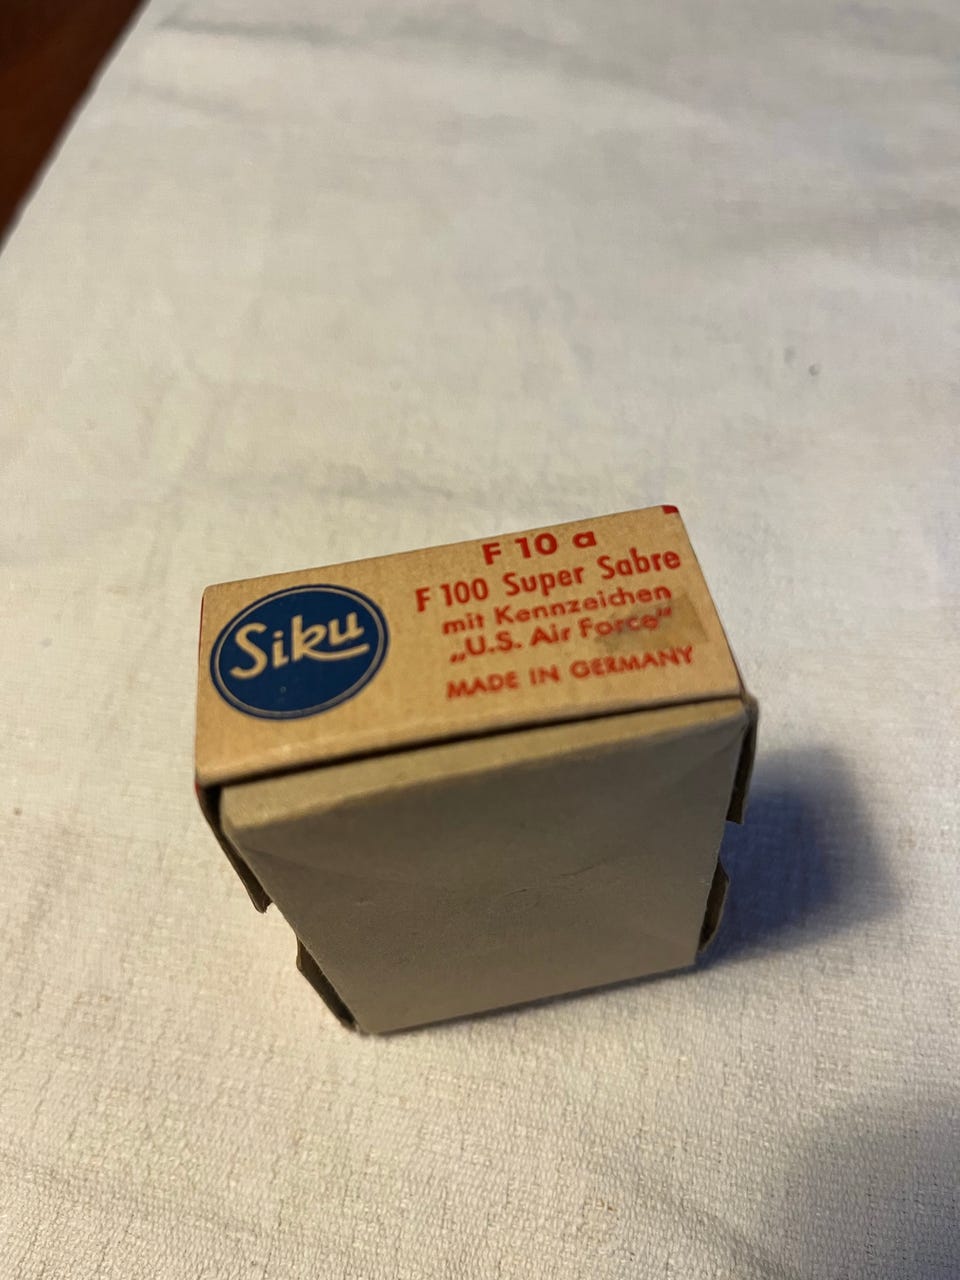 Siku
F 10 a
F 100 Super Sabre
mit Kennzeichen
„U.S. Air Force“
MADE IN GERMANY